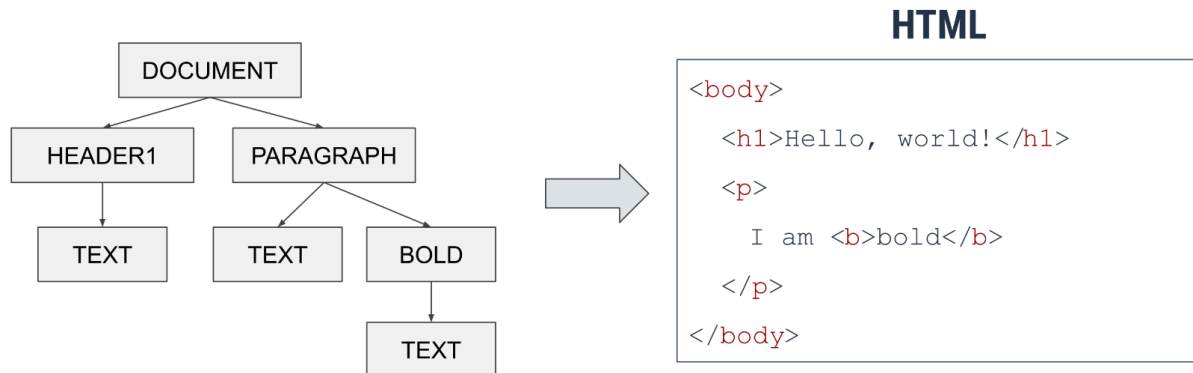 DOCUMENT
HEADER1 PARAGRAPH
TEXT TEXT BOLD
TEXT
HTML
<body>
<h1>Hello, world!</h1>
<p>
I am <b>bold</b>
</p>
</body>